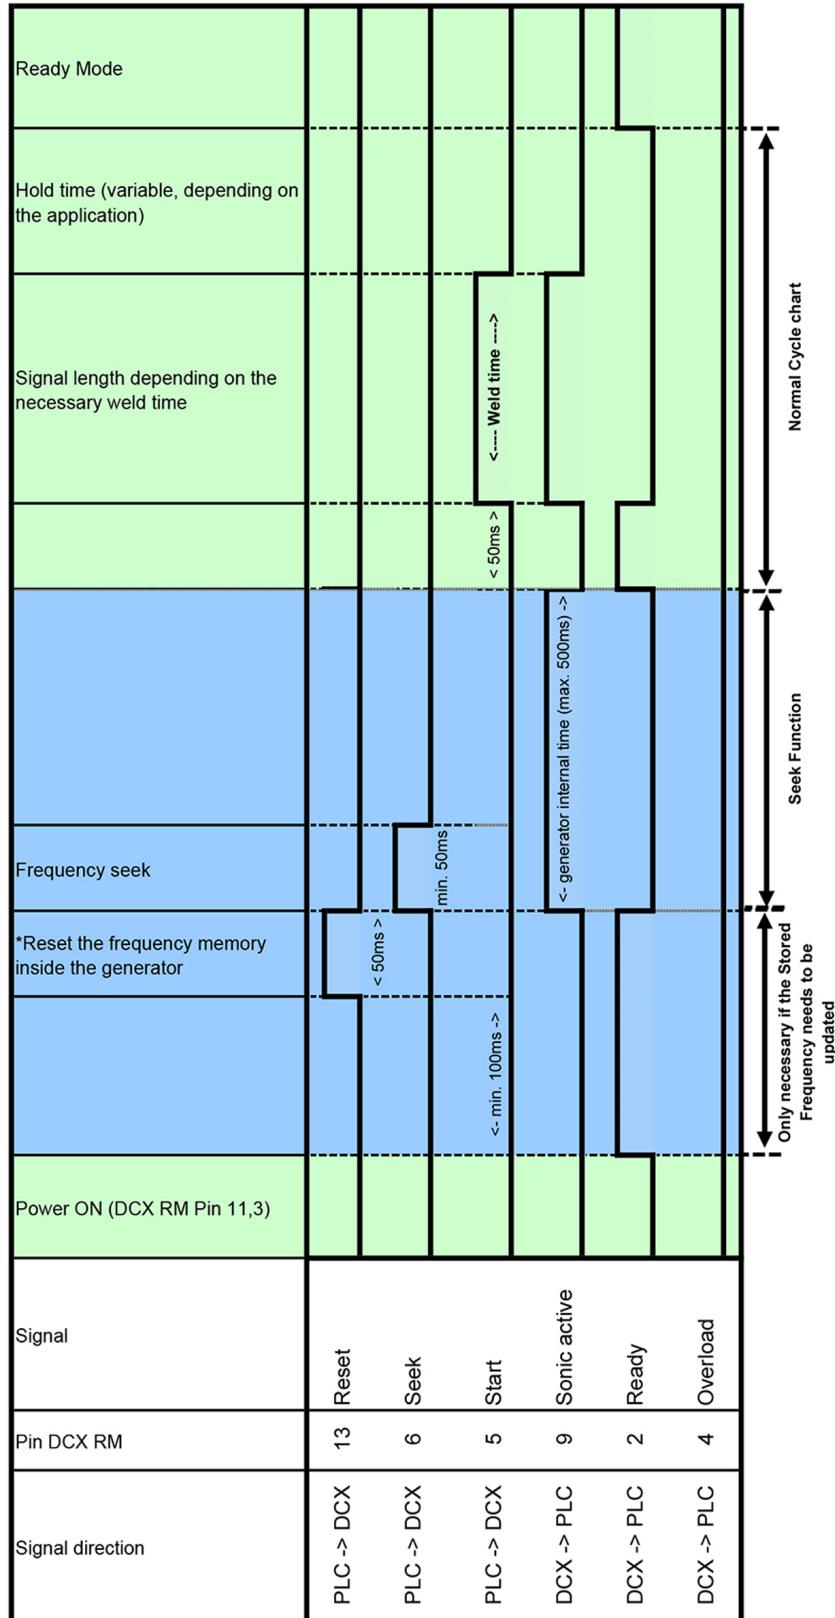 Ready Mode
Hold time (variable, depending on
the application)
Signal length depending on the
necessary weld time
<---- Weld time ---->
< 50ms >
Normal Cycle chart
<- generator internal time (max. 500ms) ->
Seek Function
Frequency seek
min. 50ms
*Reset the frequency memory
inside the generator
< 50ms >
<- min. 100ms ->
Only necessary if the Stored
Frequency needs to be
updated
Power ON (DCX RM Pin 11,3)
Signal
Reset
Seek
Start
Sonic active
Ready
Overload
Pin DCX RM
13
6
5
9
2
4
Signal direction
PLC -> DCX
PLC -> DCX
PLC -> DCX
DCX -> PLC
DCX -> PLC
DCX -> PLC